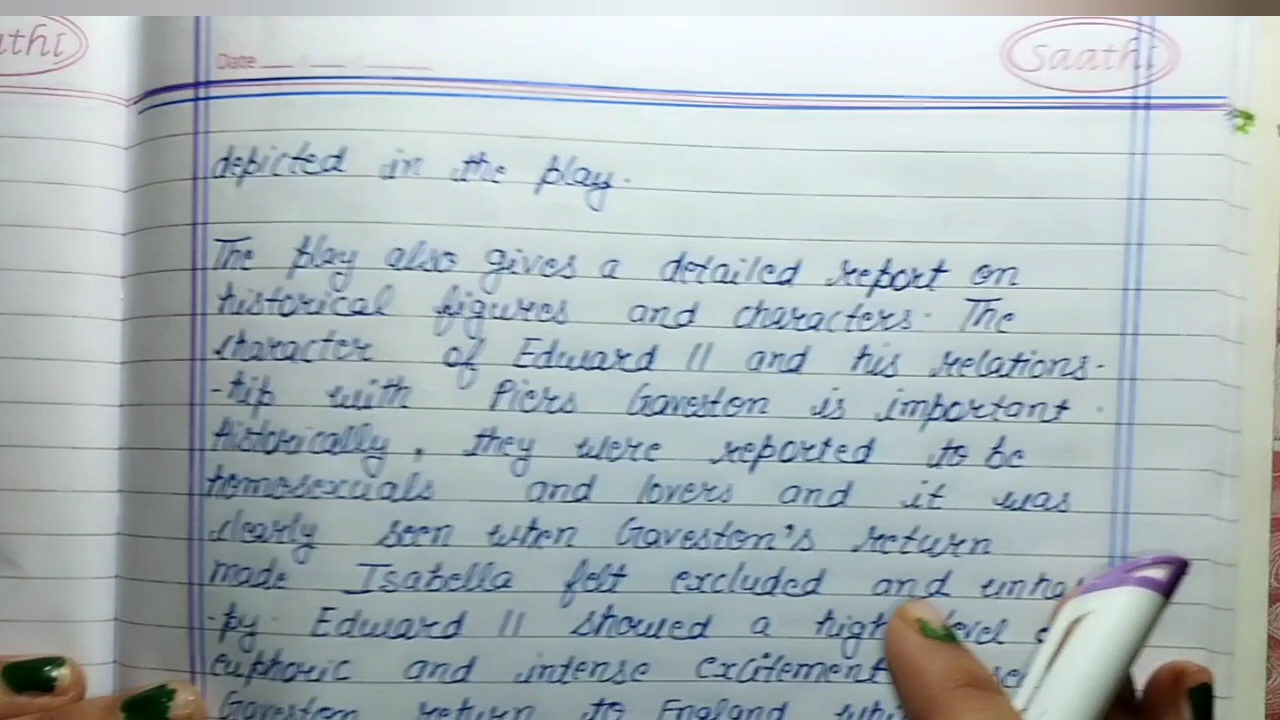 Saathi
Date
depicted in the play.
The play also gives a detailed report on
historical figures and characters. The
character of Edward II and his relations-
-hip with Piers Gaveston is important.
Historically, they were reported to be
homosexuals and lovers and it was
clearly seen when Gaveston's return
made Isabella felt excluded and unha
-py. Edward II showed a high level
euphoric and intense excitement
Gaveston return to England